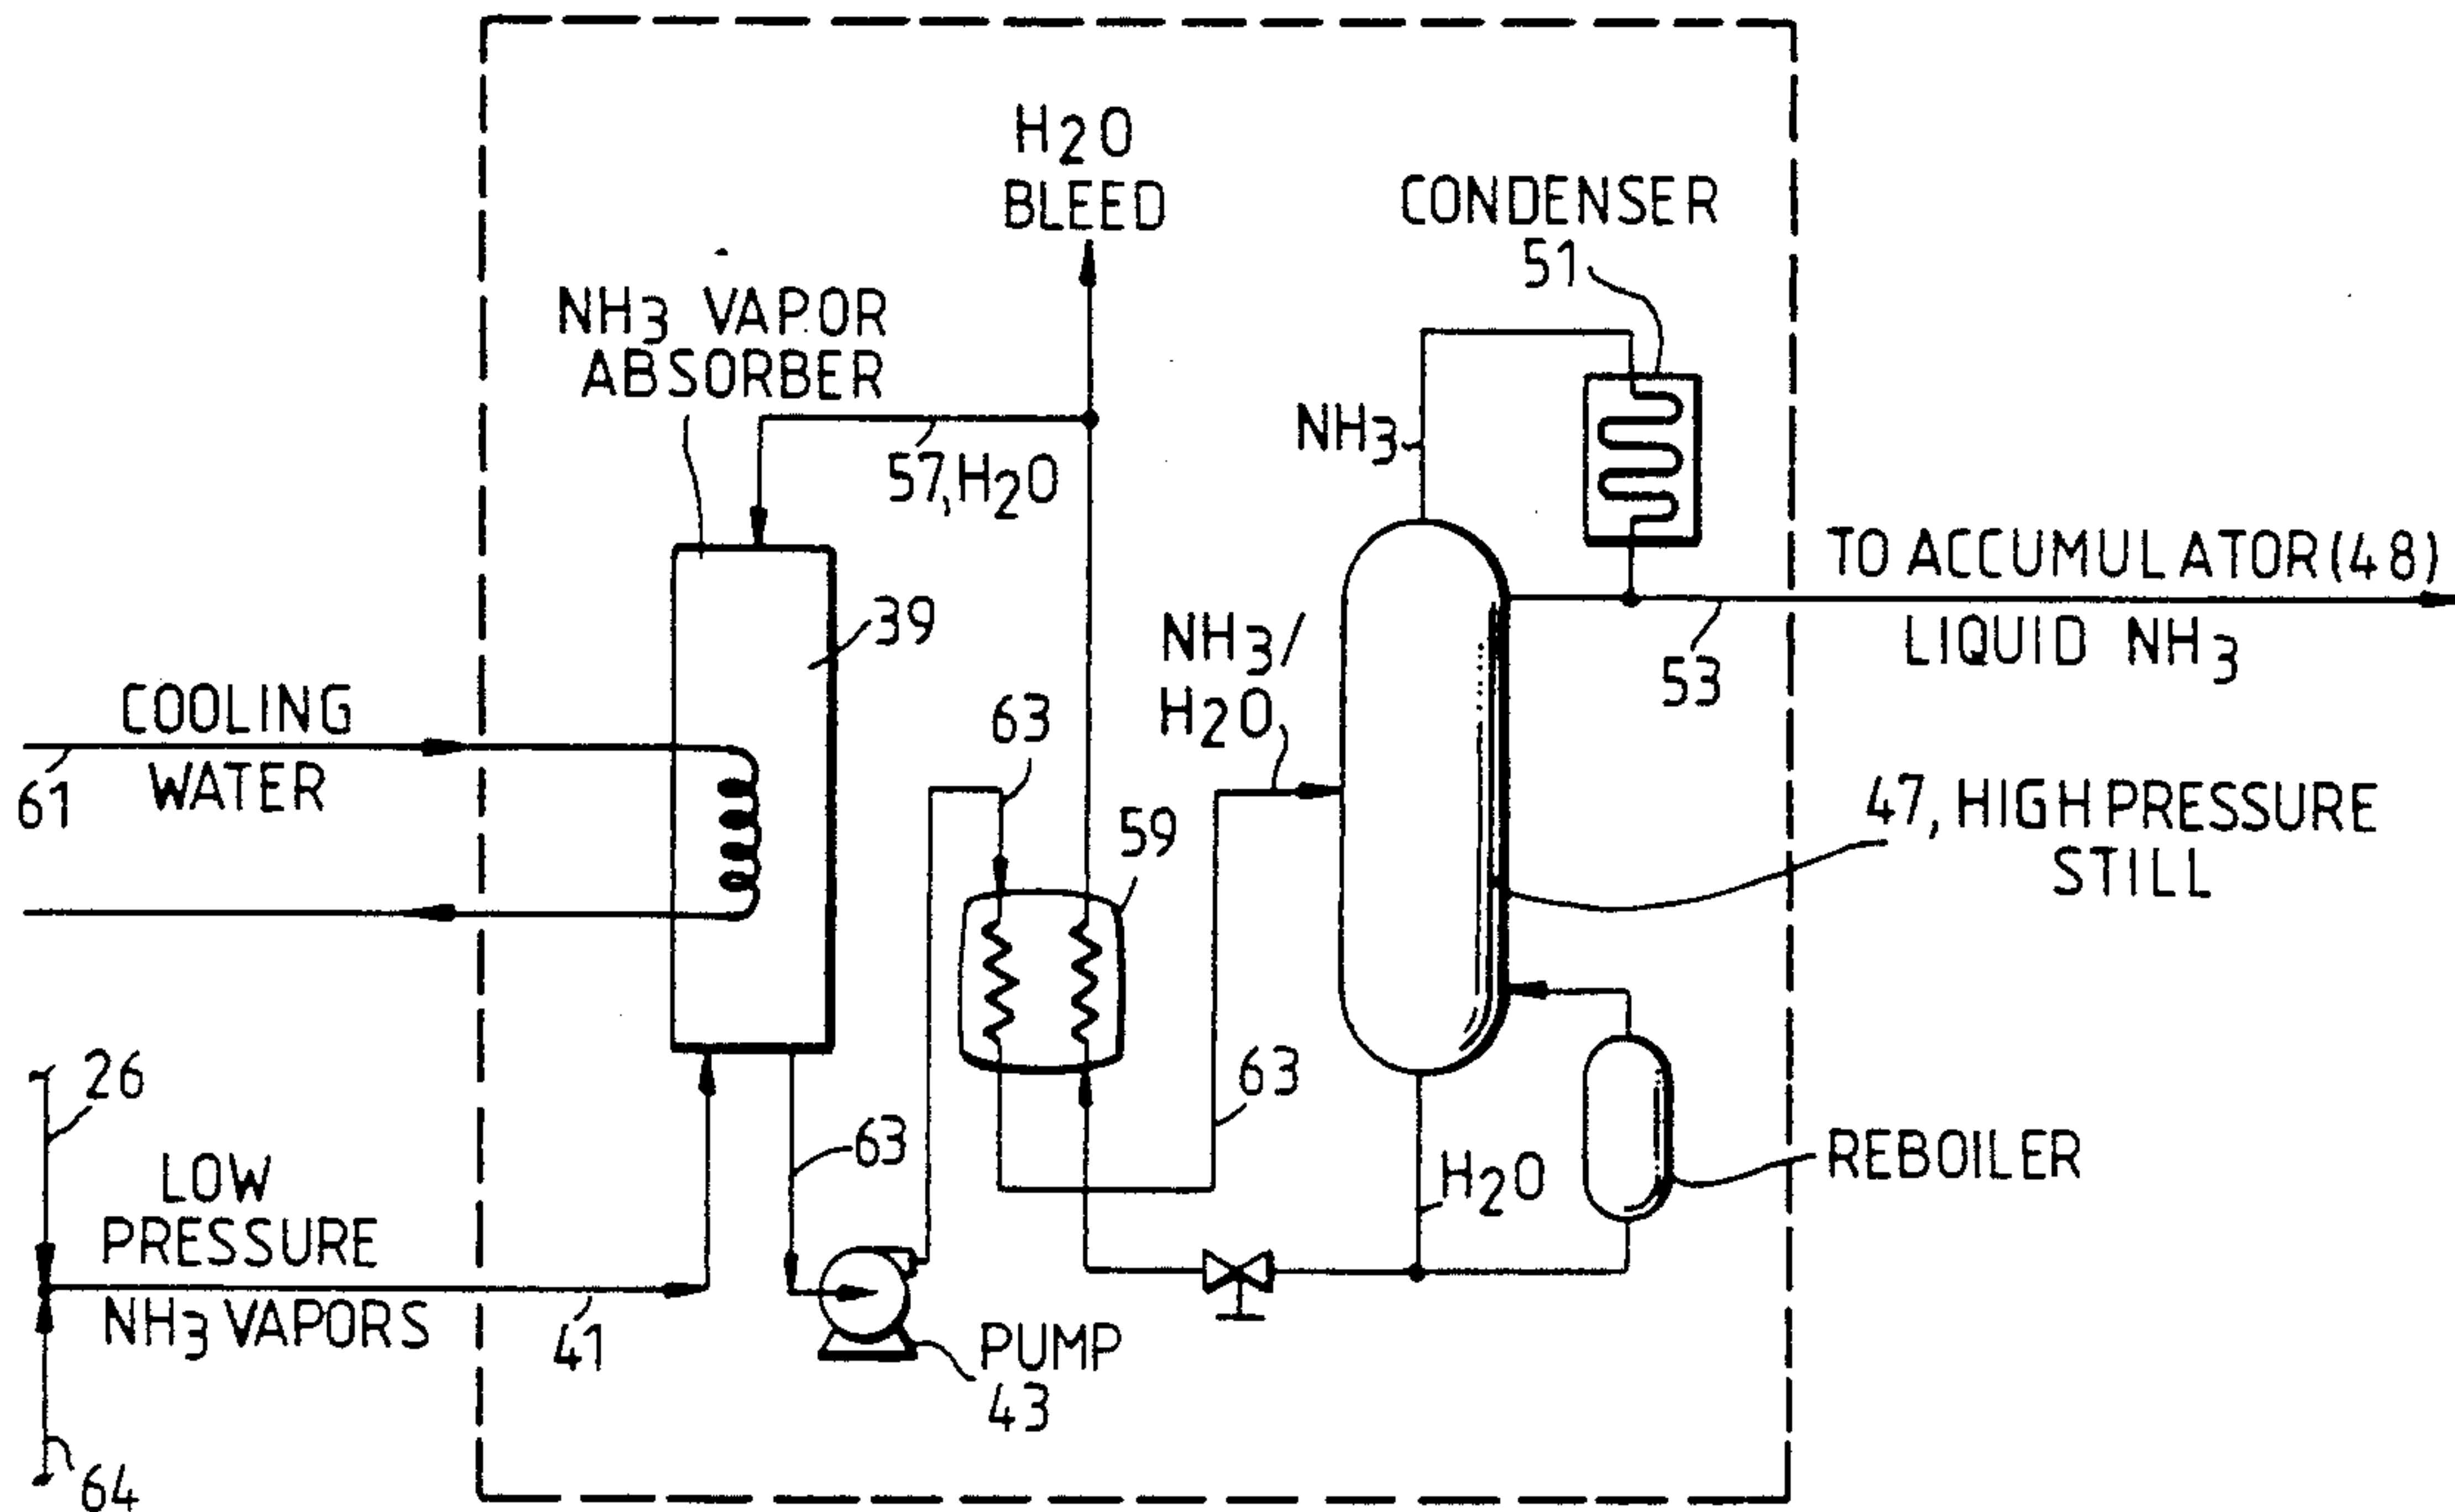 H2O
BLEED
CONDENSER
51
NH3 VAPOR
ABSORBER
57, H2O
NH3
39
TO ACCUMULATOR (48)
LIQUID NH3
53
NH3/
H2O
COOLING
WATER
61
63
59
47, HIGH PRESSURE
STILL
26
LOW
PRESSURE
NH3 VAPORS
41
64
63
63
H2O
REBOILER
PUMP
43